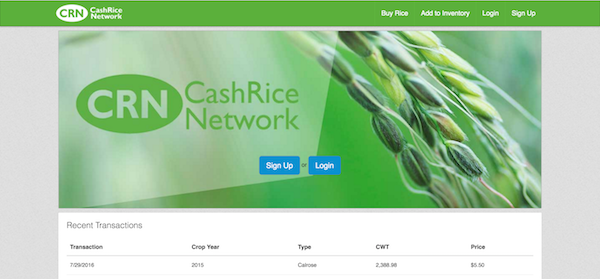 CRN CashRice Network Buy Rice Add to Inventory Login Sign Up
CRN CashRice
Network
Sign Up or Login
Recent Transactions
Transaction Crop Year Type CWT Price
7/29/2016 2015 Calrose 2,388.98 $5.50